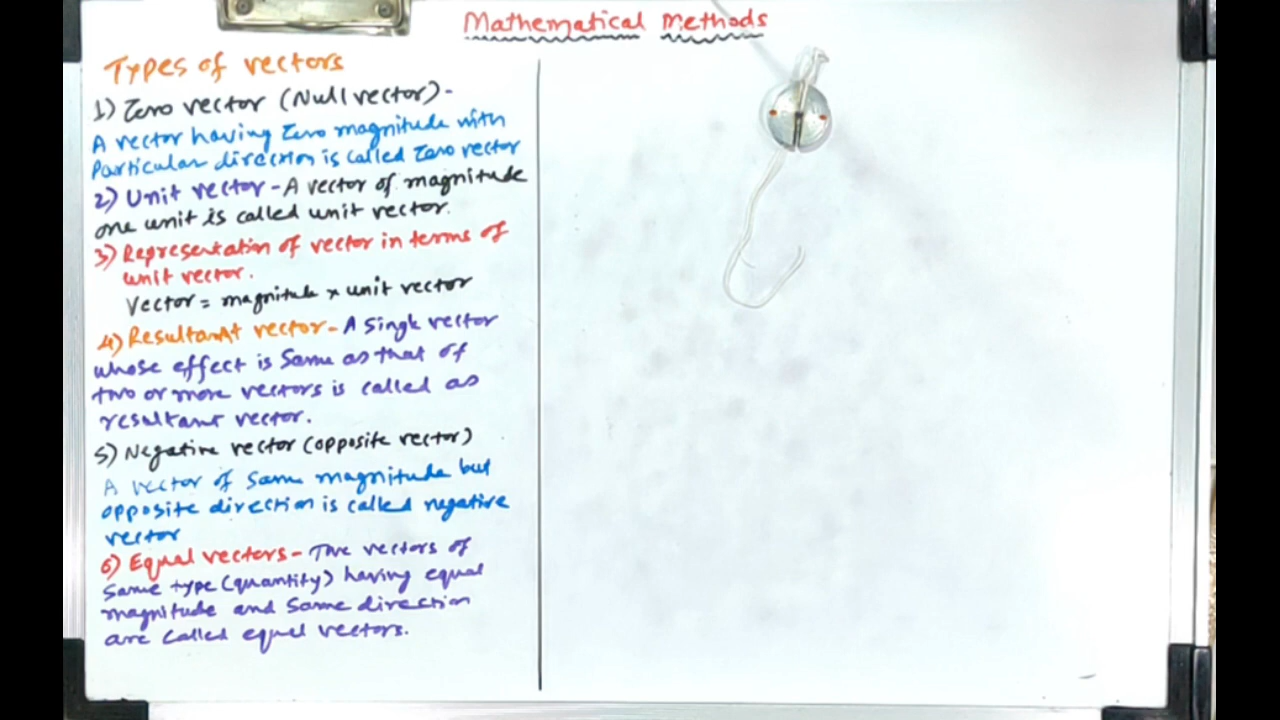 Mathematical Methods
Types of vectors
1) Zero vector (Null vector) -
A vector having Zero magnitude with
Particular direction is called Zero vector
2) Unit vector - A vector of magnitude
one unit is called unit vector.
3) Representation of vector in terms of
unit vector.
Vector = magnitude × unit vector
4) Resultant vector - A Single vector
whose effect is Same as that of
two or more vectors is called as
resultant vector.
5) Negative vector (opposite vector)
A vector of Same magnitude but
opposite direction is called negative
vector
6) Equal vectors - Two vectors of
Same type (quantity) having equal
magnitude and Same direction
are called equal vectors.